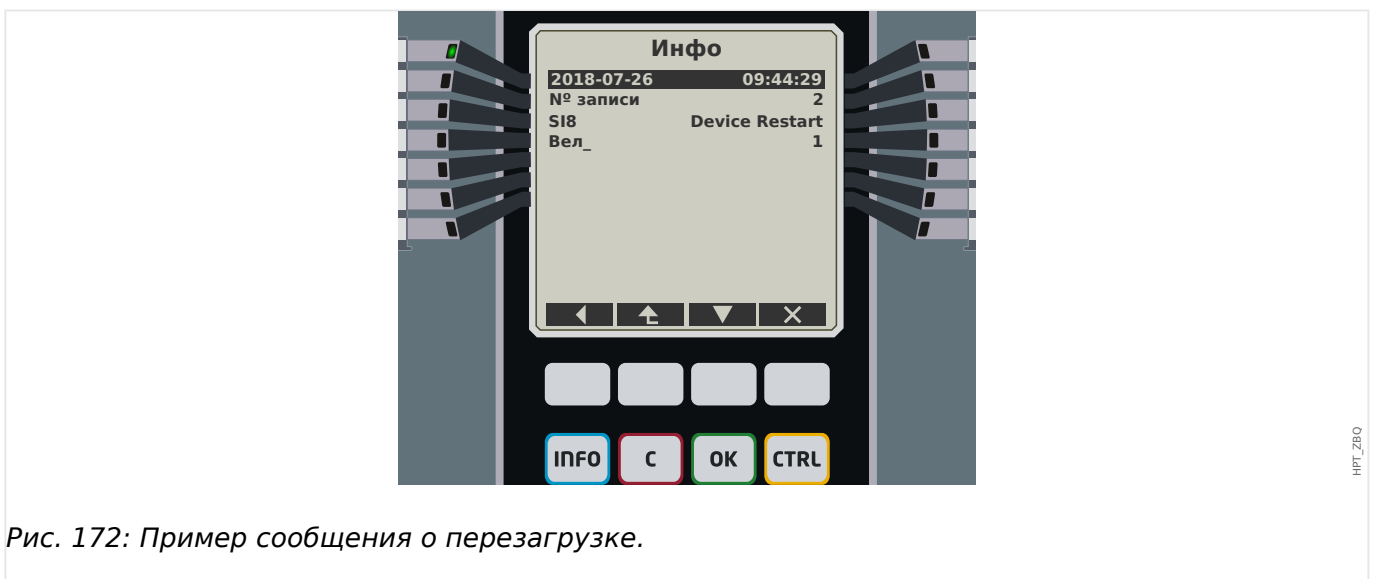 Инфо
2018-07-26 09:44:29
Nº записи 2
SI8 Device Restart
Вел_ 1
INFO C OK CTRL
HPT_ZBQ
Рис. 172: Пример сообщения о перезагрузке.